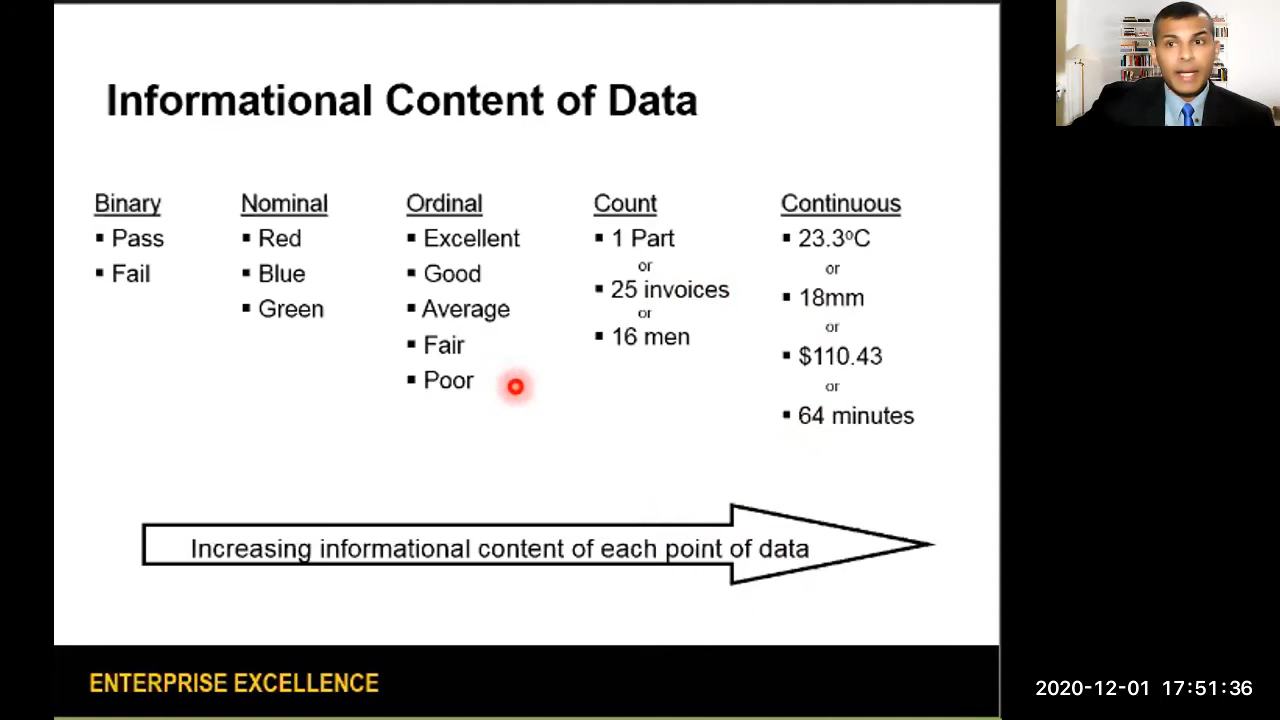 Informational Content of Data
Binary
▪ Pass
▪ Fail
Nominal
▪ Red
▪ Blue
▪ Green
Ordinal
▪ Excellent
▪ Good
▪ Average
▪ Fair
▪ Poor
Count
▪ 1 Part
or
▪ 25 invoices
or
▪ 16 men
Continuous
▪ 23.3ºC
or
▪ 18mm
or
▪ $110.43
or
▪ 64 minutes
Increasing informational content of each point of data
ENTERPRISE EXCELLENCE
2020-12-01 17:51:36